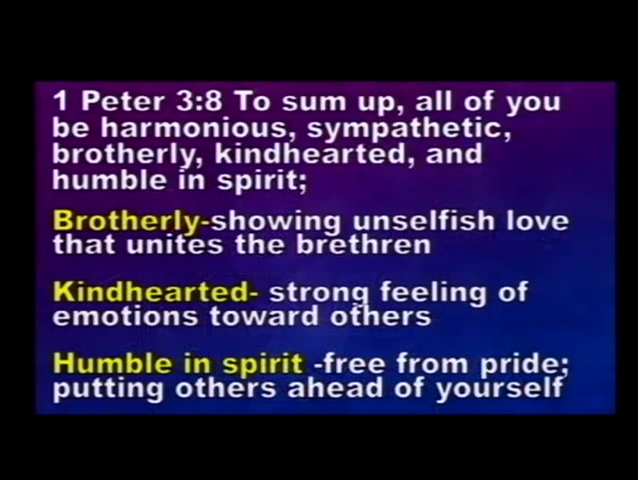 1 Peter 3:8 To sum up, all of you
be harmonious, sympathetic,
brotherly, kindhearted, and
humble in spirit;
Brotherly-showing unselfish love
that unites the brethren
Kindhearted- strong feeling of
emotions toward others
Humble in spirit -free from pride;
putting others ahead of yourself